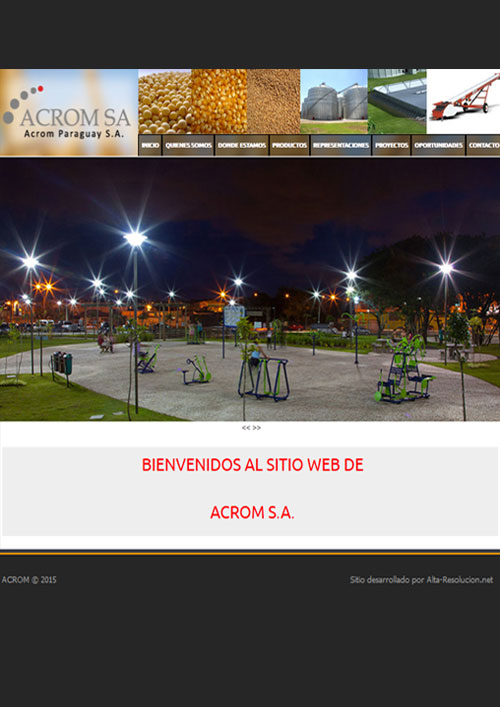 ACROM SA
Acrom Paraguay S.A.
INICIO QUIENES SOMOS DONDE ESTAMOS PRODUCTOS REPRESENTACIONES PROYECTOS OPORTUNIDADES CONTACTO
<< >>
BIENVENIDOS AL SITIO WEB DE
ACROM S.A.
ACROM © 2015 Sitio desarrollado por Alta-Resolucion.net